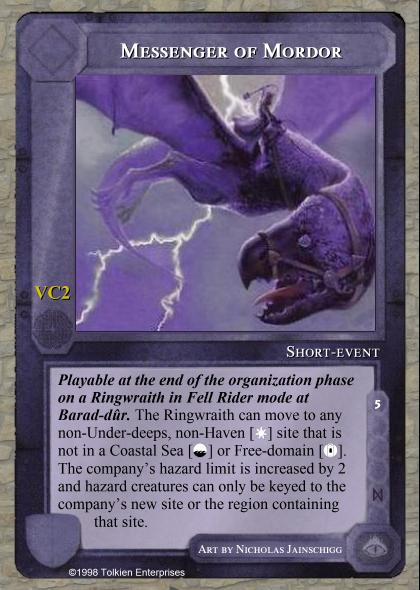 MESSENGER OF MORDOR
VC2
SHORT-EVENT
Playable at the end of the organization phase
on a Ringwraith in Fell Rider mode at
Barad-dûr. The Ringwraith can move to any
non-Under-deeps, non-Haven [] site that is
not in a Coastal Sea [] or Free-domain [].
The company's hazard limit is increased by 2
and hazard creatures can only be keyed to the
company's new site or the region containing
that site.
5
ART BY NICHOLAS JAINSCHIGG
©1998 Tolkien Enterprises